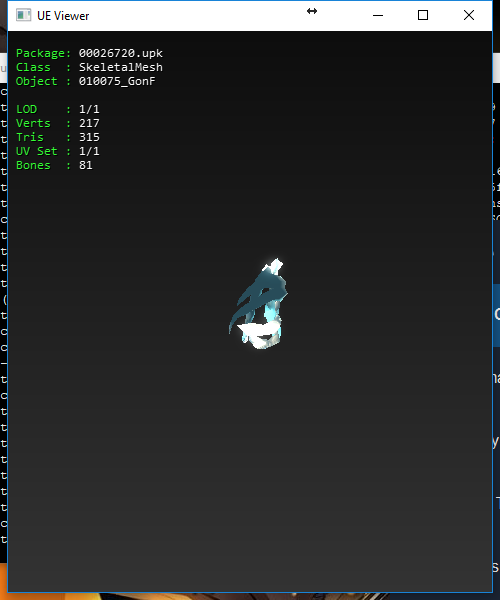 UE Viewer
Package: 00026720.upk
Class : SkeletalMesh
Object : 010075_GonF
LOD : 1/1
Verts : 217
Tris : 315
UV Set : 1/1
Bones : 81